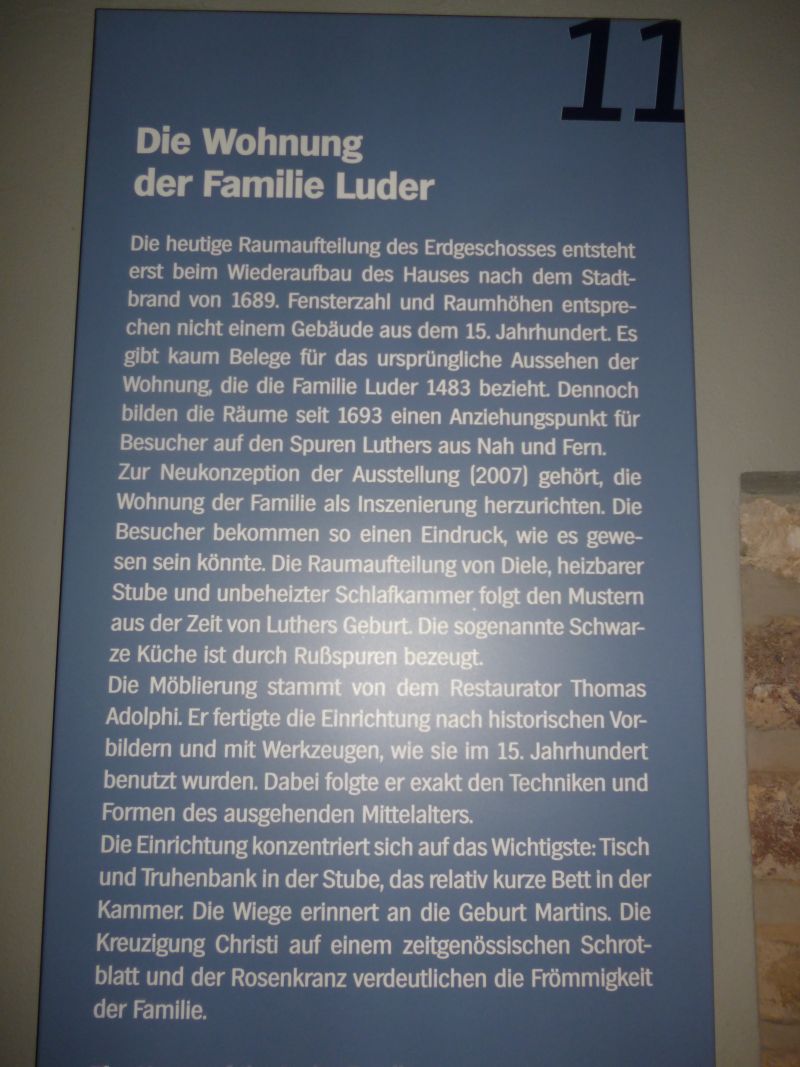 11
Die Wohnung
der Familie Luder
Die heutige Raumaufteilung des Erdgeschosses entsteht
erst beim Wiederaufbau des Hauses nach dem Stadt-
brand von 1689. Fensterzahl und Raumhöhen entspre-
chen nicht einem Gebäude aus dem 15. Jahrhundert. Es
gibt kaum Belege für das ursprüngliche Aussehen der
Wohnung, die die Familie Luder 1483 bezieht. Dennoch
bilden die Räume seit 1693 einen Anziehungspunkt für
Besucher auf den Spuren Luthers aus Nah und Fern.
Zur Neukonzeption der Ausstellung (2007) gehört, die
Wohnung der Familie als Inszenierung herzurichten. Die
Besucher bekommen so einen Eindruck, wie es gewe-
sen sein könnte. Die Raumaufteilung von Diele, heizbarer
Stube und unbeheizter Schlafkammer folgt den Mustern
aus der Zeit von Luthers Geburt. Die sogenannte Schwar-
ze Küche ist durch Rußspuren bezeugt.
Die Möblierung stammt von dem Restaurator Thomas
Adolphi. Er fertigte die Einrichtung nach historischen Vor-
bildern und mit Werkzeugen, wie sie im 15. Jahrhundert
benutzt wurden. Dabei folgte er exakt den Techniken und
Formen des ausgehenden Mittelalters.
Die Einrichtung konzentriert sich auf das Wichtigste: Tisch
und Truhenbank in der Stube, das relativ kurze Bett in der
Kammer. Die Wiege erinnert an die Geburt Martins. Die
Kreuzigung Christi auf einem zeitgenössischen Schrot-
blatt und der Rosenkranz verdeutlichen die Frömmigkeit
der Familie.